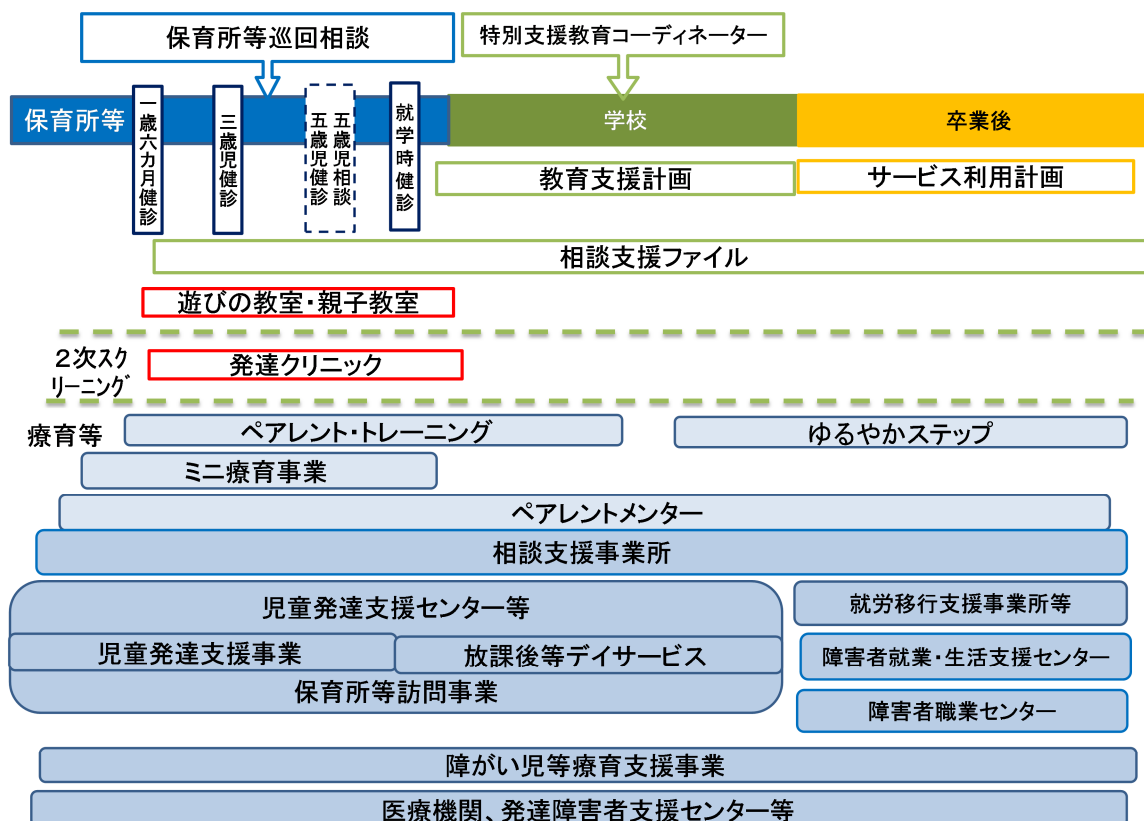 保育所等巡回相談
特別支援教育コーディネーター
保育所等
一歳六カ月健診
三歳児健診
五歳児相談
五歳児健診
就学時健診
学校
卒業後
教育支援計画
サービス利用計画
相談支援ファイル
遊びの教室・親子教室
２次スク
リーニング
発達クリニック
療育等
ペアレント・トレーニング
ゆるやかステップ
ミニ療育事業
ペアレントメンター
相談支援事業所
児童発達支援センター等
就労移行支援事業所等
児童発達支援事業
放課後等デイサービス
障害者就業・生活支援センター
保育所等訪問事業
障害者職業センター
障がい児等療育支援事業
医療機関、発達障害者支援センター等